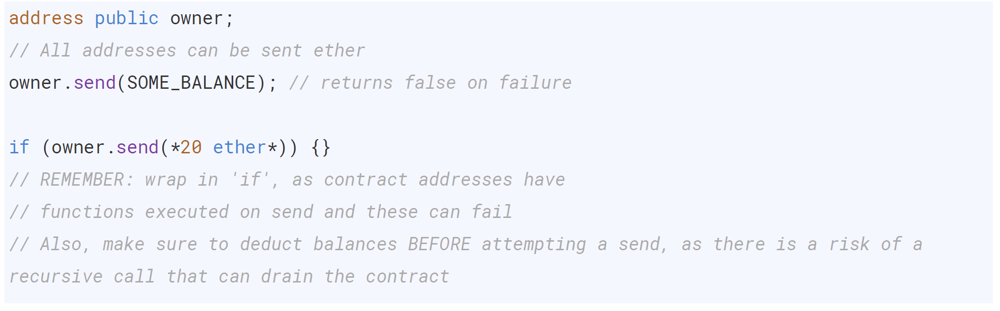 address public owner;
// All addresses can be sent ether
owner.send(SOME_BALANCE); // returns false on failure
if (owner.send(*20 ether*)) {}
// REMEMBER: wrap in 'if', as contract addresses have
// functions executed on send and these can fail
// Also, make sure to deduct balances BEFORE attempting a send, as there is a risk of a
recursive call that can drain the contract